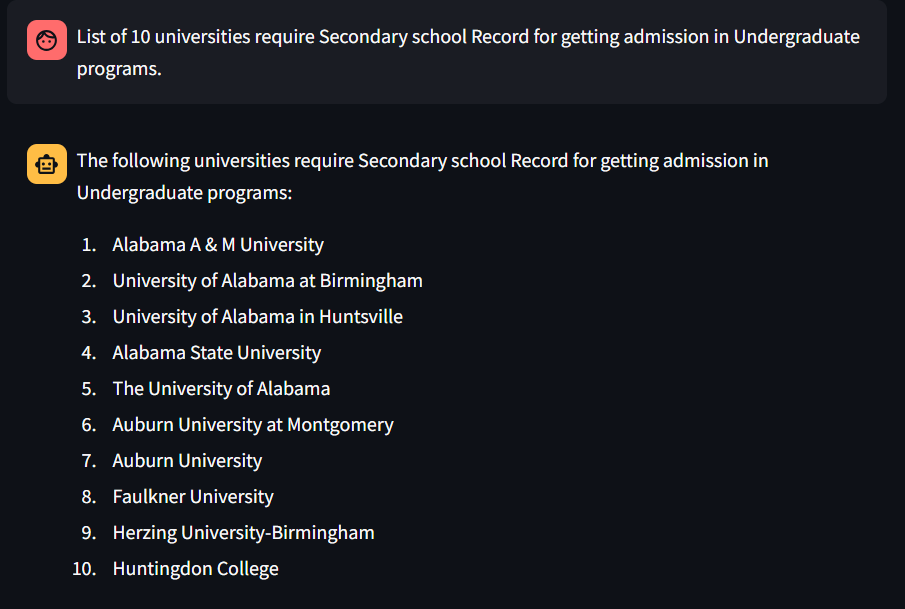 List of 10 universities require Secondary school Record for getting admission in Undergraduate
programs.
The following universities require Secondary school Record for getting admission in
Undergraduate programs:
1. Alabama A & M University
2. University of Alabama at Birmingham
3. University of Alabama in Huntsville
4. Alabama State University
5. The University of Alabama
6. Auburn University at Montgomery
7. Auburn University
8. Faulkner University
9. Herzing University-Birmingham
10. Huntingdon College